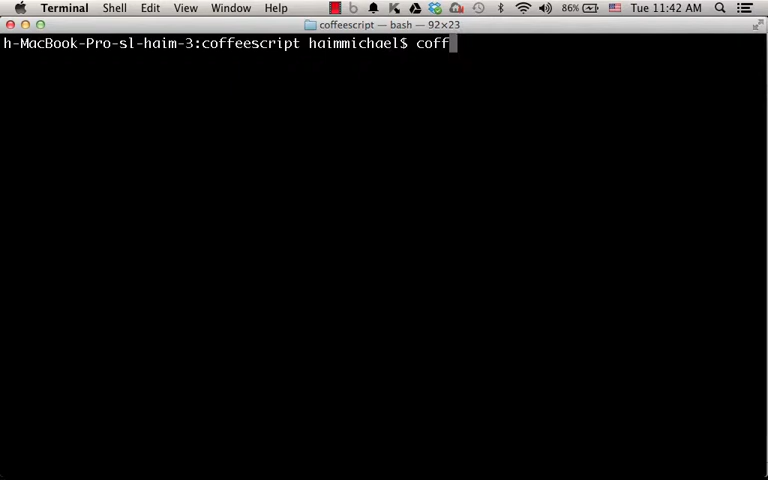 Terminal Shell Edit View Window Help 86% Tue 11:42 AM
coffeescript — bash — 92×23
h-MacBook-Pro-sl-haim-3:coffeescript haimmichael$ coff